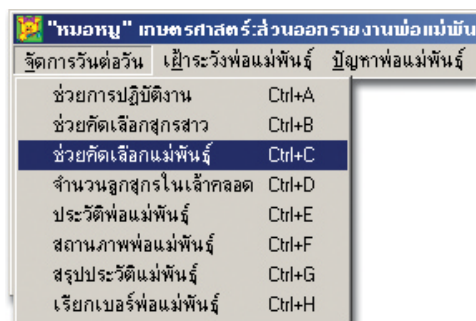 "หมอหมู" เกษตรศาสตร์:ส่วนออกรายงานพ่อแม่พัน
จัดการวันต่อวัน เฝ้าระวังพ่อแม่พันธุ์ ปัญหาพ่อแม่พันธุ์
ช่วยการปฏิบัติงาน Ctrl+A
ช่วยคัดเลือกสุกรสาว Ctrl+B
ช่วยคัดเลือกแม่พันธุ์ Ctrl+C
จำนวนลูกสุกรในเล้าคลอด Ctrl+D
ประวัติพ่อแม่พันธุ์ Ctrl+E
สถานภาพพ่อแม่พันธุ์ Ctrl+F
สรุปประวัติแม่พันธุ์ Ctrl+G
เรียกเบอร์พ่อแม่พันธุ์ Ctrl+H